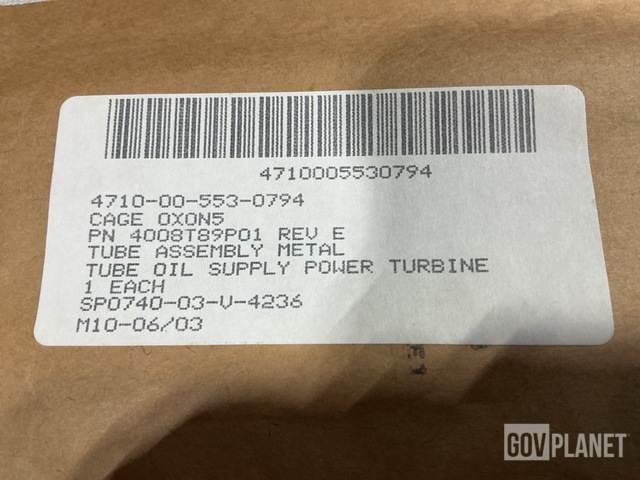 4710005530794
4710-00-553-0794
CAGE 0X0N5
PN 4008T89P01 REV E
TUBE ASSEMBLY METAL
TUBE OIL SUPPLY POWER TURBINE
1 EACH
SP0740-03-V-4236
M10-06/03
GOVPLANET